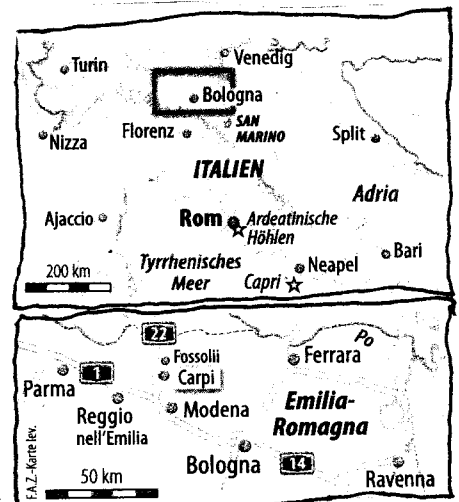 Turin
Venedig
Bologna
Nizza
Florenz
SAN
MARINO
Split
ITALIEN
Adria
Ajaccio
Rom
Ardeatinische
Höhlen
Bari
Tyrrhenisches
Meer
Neapel
Capri
200 km
22
Po
Fossolii
Ferrara
1
Carpi
Parma
Reggio
nell'Emilia
Modena
Emilia-
Romagna
Bologna
14
Ravenna
50 km
F.A.Z.-Karte lev.